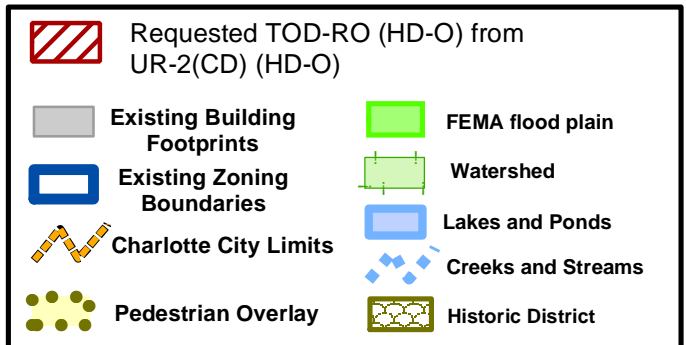 Requested TOD-RO (HD-O) from
UR-2(CD) (HD-O)
Existing Building
Footprints
Existing Zoning
Boundaries
Charlotte City Limits
Pedestrian Overlay
FEMA flood plain
Watershed
Lakes and Ponds
Creeks and Streams
Historic District